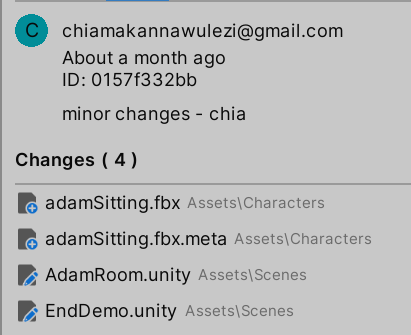 C
chiamakannawulezi@gmail.com
About a month ago
ID: 0157f332bb
minor changes - chia
Changes ( 4 )
adamSitting.fbx Assets\Characters
adamSitting.fbx.meta Assets\Characters
AdamRoom.unity Assets\Scenes
EndDemo.unity Assets\Scenes